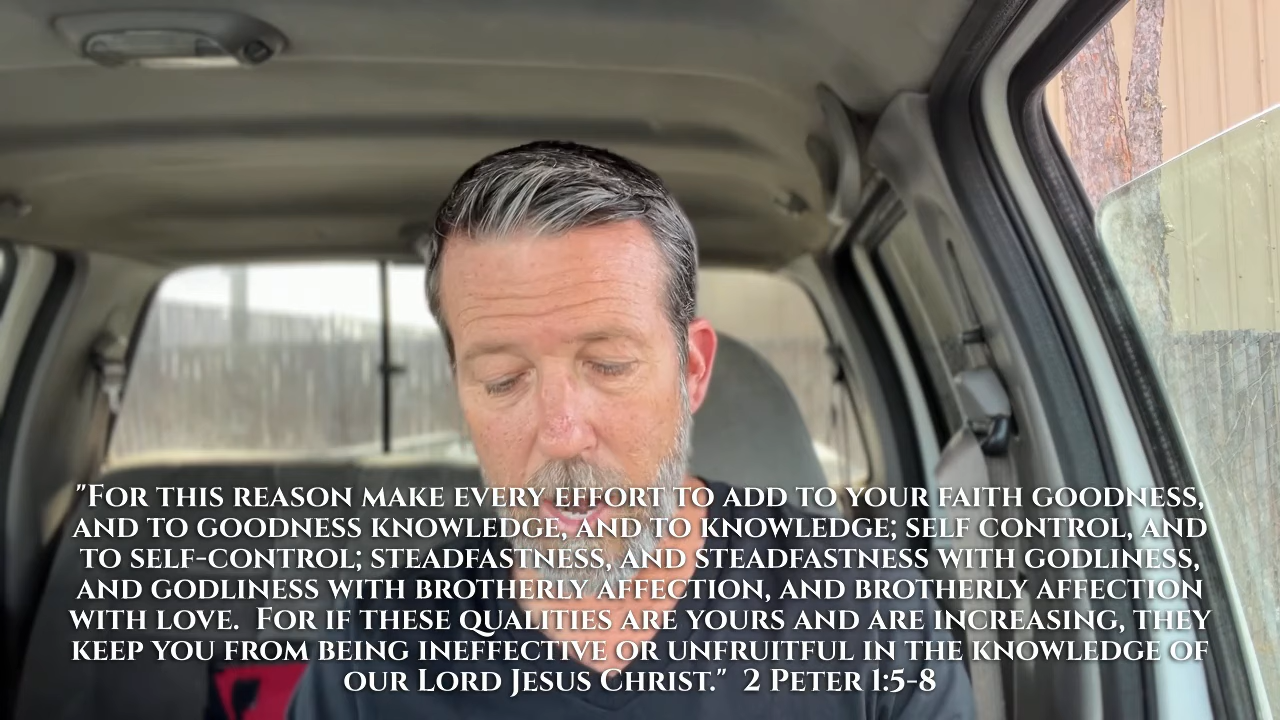 "For this reason make every effort to add to your faith goodness,
and to goodness knowledge, and to knowledge; self control, and
to self-control; steadfastness, and steadfastness with godliness,
and godliness with brotherly affection, and brotherly affection
with love.  For if these qualities are yours and are increasing, they
keep you from being ineffective or unfruitful in the knowledge of
our Lord Jesus Christ."  2 Peter 1:5-8